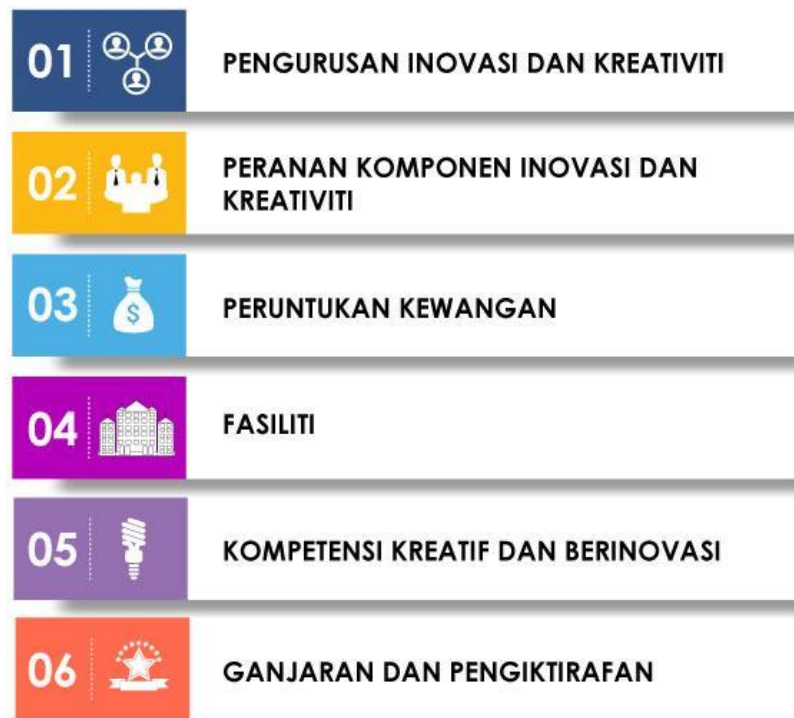 01 PENGURUSAN INOVASI DAN KREATIVITI
02 PERANAN KOMPONEN INOVASI DAN
KREATIVITI
03 $ PERUNTUKAN KEWANGAN
04 FASILITI
05 KOMPETENSI KREATIF DAN BERINOVASI
06 GANJARAN DAN PENGIKTIRAFAN